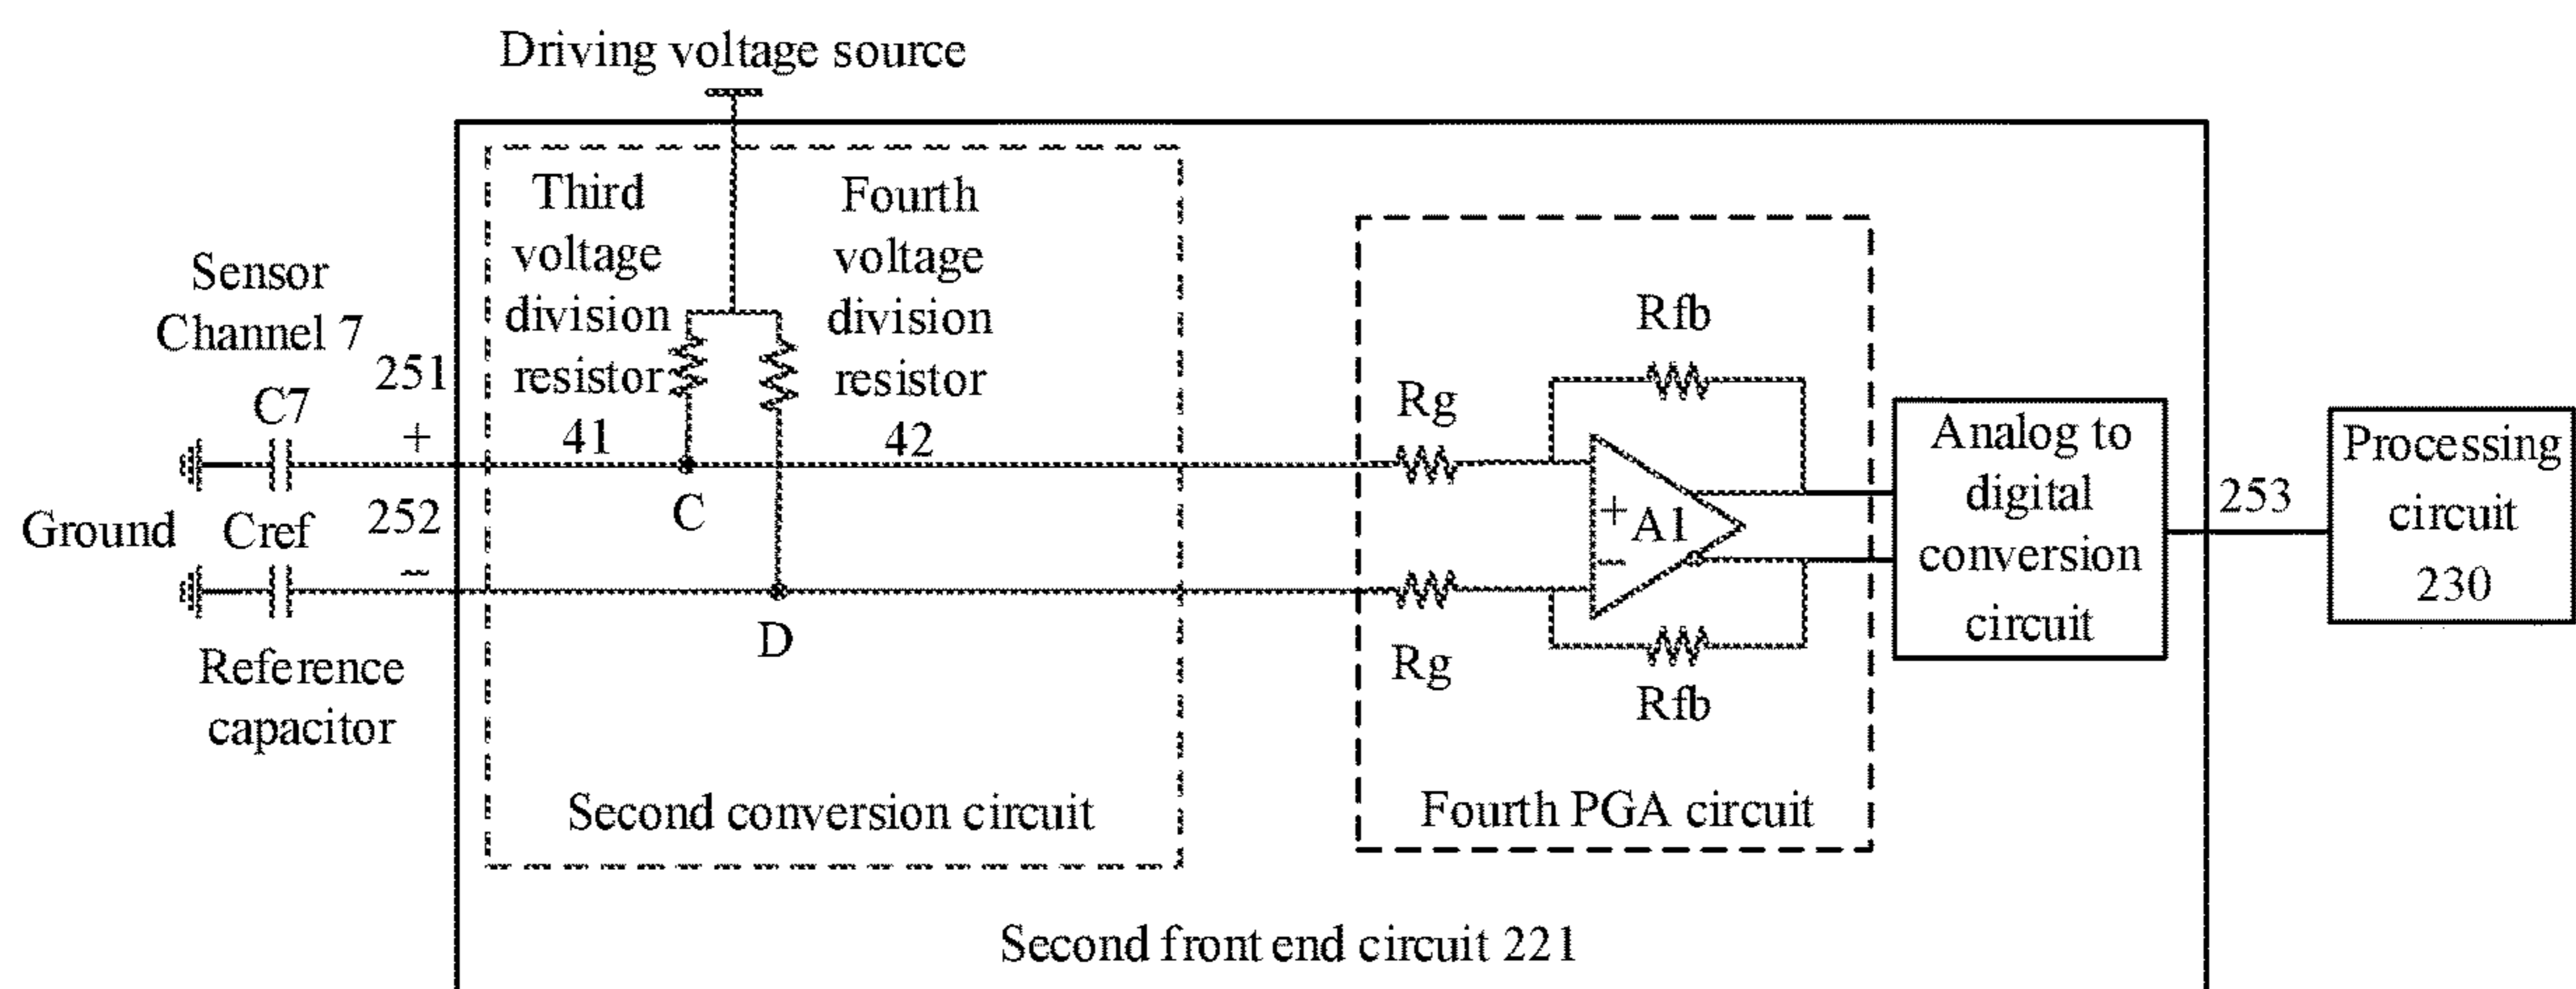 Driving voltage source
Third
voltage
division
resistor
41
Fourth
voltage
division
resistor
42
Sensor
Channel 7
251
C7
+
252
Ground
Cref
−
Reference
capacitor
C
D
Second conversion circuit
Rg
Rfb
+
A1
−
Rg
Rfb
Fourth PGA circuit
Analog to
digital
conversion
circuit
253
Processing
circuit
230
Second front end circuit 221